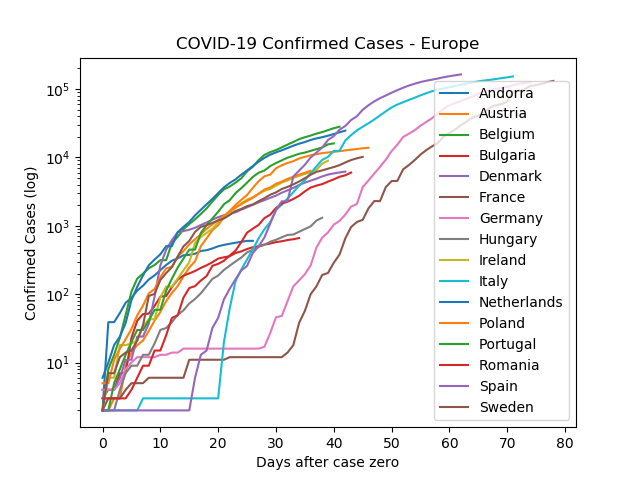 COVID-19 Confirmed Cases - Europe
Confirmed Cases (log)
10^5
10^4
10^3
10^2
10^1
Andorra
Austria
Belgium
Bulgaria
Denmark
France
Germany
Hungary
Ireland
Italy
Netherlands
Poland
Portugal
Romania
Spain
Sweden
0 10 20 30 40 50 60 70 80
Days after case zero